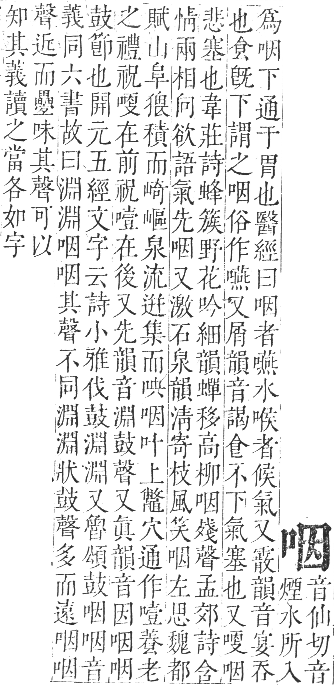 咽
音仙切音
煙水所入
爲咽下通于胃也醫經曰咽者嚥水喉者候氣又霰韻音宴吞
也食旣下謂之咽俗作嚥又屑韻音謁㑹不下氣塞也又嗄咽
悲塞也韋莊詩蜂簇野花吟細韻蟬移高柳咽殘聲孟郊詩含
情兩相向欲語氣先咽又激石泉韻淸寄枝風笑咽左思魏都
賦山阜猥積而崎嶇泉流迸集而咉咽叶上蟞穴通作噎養老
之禮祝哽在前祝噎在後又先韻音淵鼓聲又眞韻音因咽咽
鼓節也開元五經文字云詩小雅伐鼓淵淵又魯頌鼓咽咽音
義同六書故曰淵淵咽咽其聲不同淵淵狀鼓聲多而遠咽咽
聲近而疊味其聲可以
知其義讀之當各如字